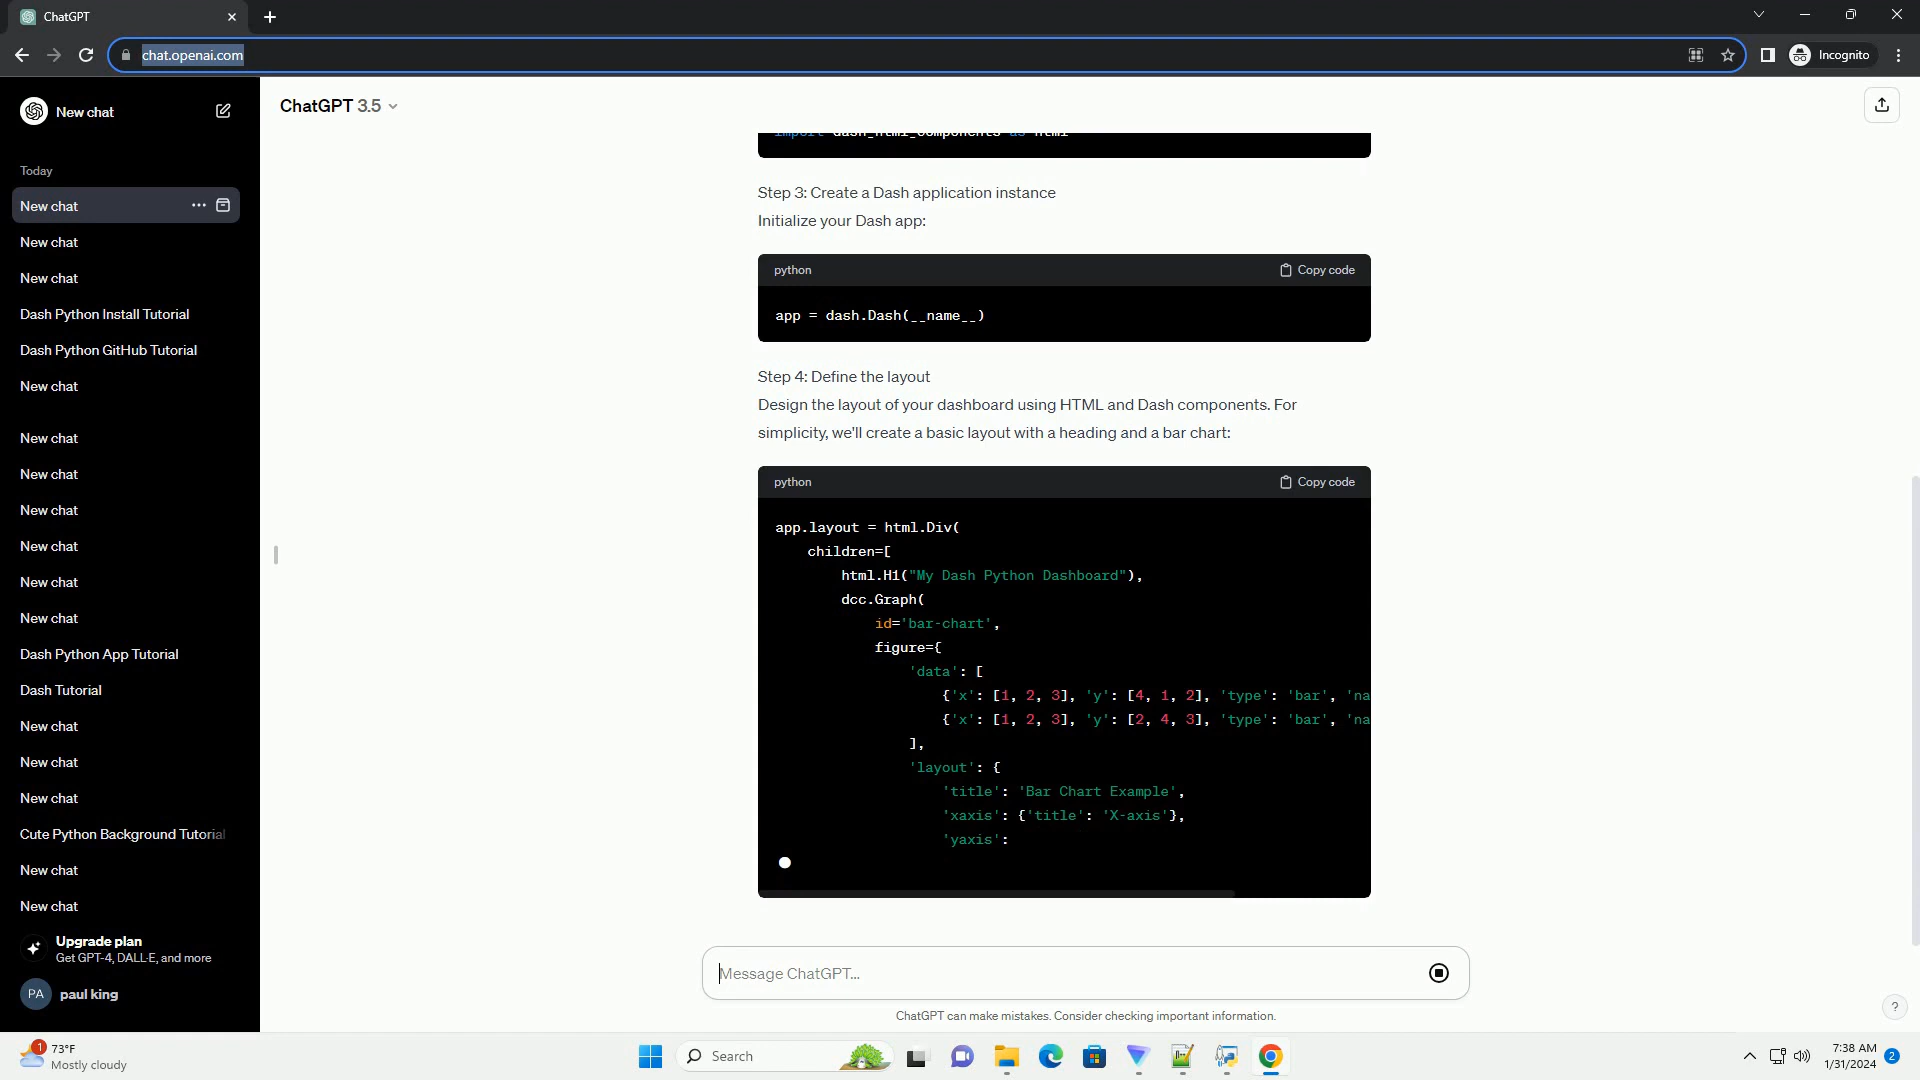 ChatGPT
chat.openai.com
Incognito
New chat
Today
New chat
New chat
New chat
Dash Python Install Tutorial
Dash Python GitHub Tutorial
New chat
New chat
New chat
New chat
New chat
New chat
New chat
Dash Python App Tutorial
Dash Tutorial
New chat
New chat
New chat
Cute Python Background Tutorial
New chat
New chat
Upgrade plan
Get GPT-4, DALL·E, and more
PA paul king
ChatGPT 3.5
import dash_html_components as html
Step 3: Create a Dash application instance
Initialize your Dash app:
python Copy code
app = dash.Dash(__name__)
Step 4: Define the layout
Design the layout of your dashboard using HTML and Dash components. For
simplicity, we'll create a basic layout with a heading and a bar chart:
python Copy code
app.layout = html.Div(
children=[
html.H1("My Dash Python Dashboard"),
dcc.Graph(
id='bar-chart',
figure={
'data': [
{'x': [1, 2, 3], 'y': [4, 1, 2], 'type': 'bar', 'na
{'x': [1, 2, 3], 'y': [2, 4, 3], 'type': 'bar', 'na
],
'layout': {
'title': 'Bar Chart Example',
'xaxis': {'title': 'X-axis'},
'yaxis':
Message ChatGPT...
ChatGPT can make mistakes. Consider checking important information.
?
1
73°F
Mostly cloudy
Search
7:38 AM
1/31/2024
2